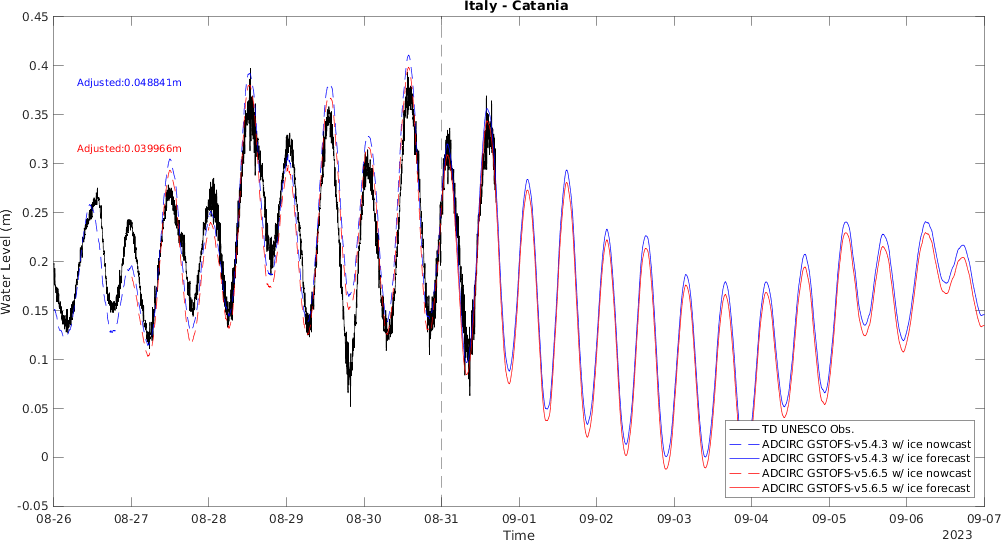 Italy - Catania
0.45
0.4
0.35
0.3
0.25
0.2
0.15
0.1
0.05
0
-0.05
Water Level (m)
Adjusted:0.048841m
Adjusted:0.039966m
TD UNESCO Obs.
ADCIRC GSTOFS-v5.4.3 w/ ice nowcast
ADCIRC GSTOFS-v5.4.3 w/ ice forecast
ADCIRC GSTOFS-v5.6.5 w/ ice nowcast
ADCIRC GSTOFS-v5.6.5 w/ ice forecast
08-26 08-27 08-28 08-29 08-30 08-31 09-01 09-02 09-03 09-04 09-05 09-06 09-07
Time
2023